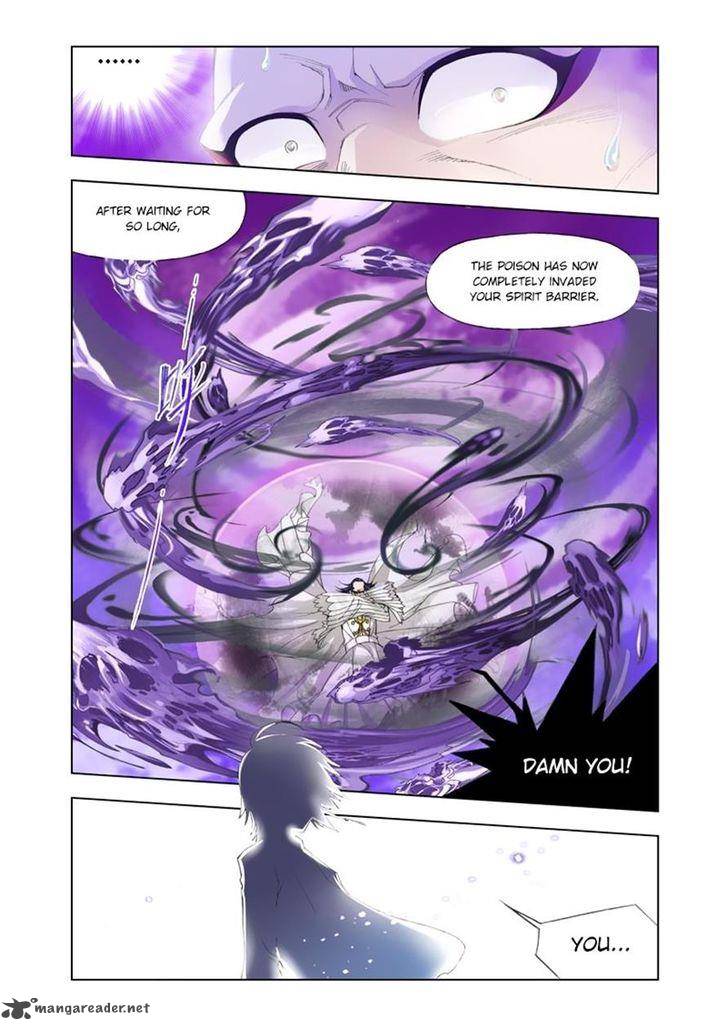 ......
AFTER WAITING FOR
SO LONG,
THE POISON HAS NOW
COMPLETELY INVADED
YOUR SPIRIT BARRIER.
DAMN YOU!
YOU...
mangareader.net